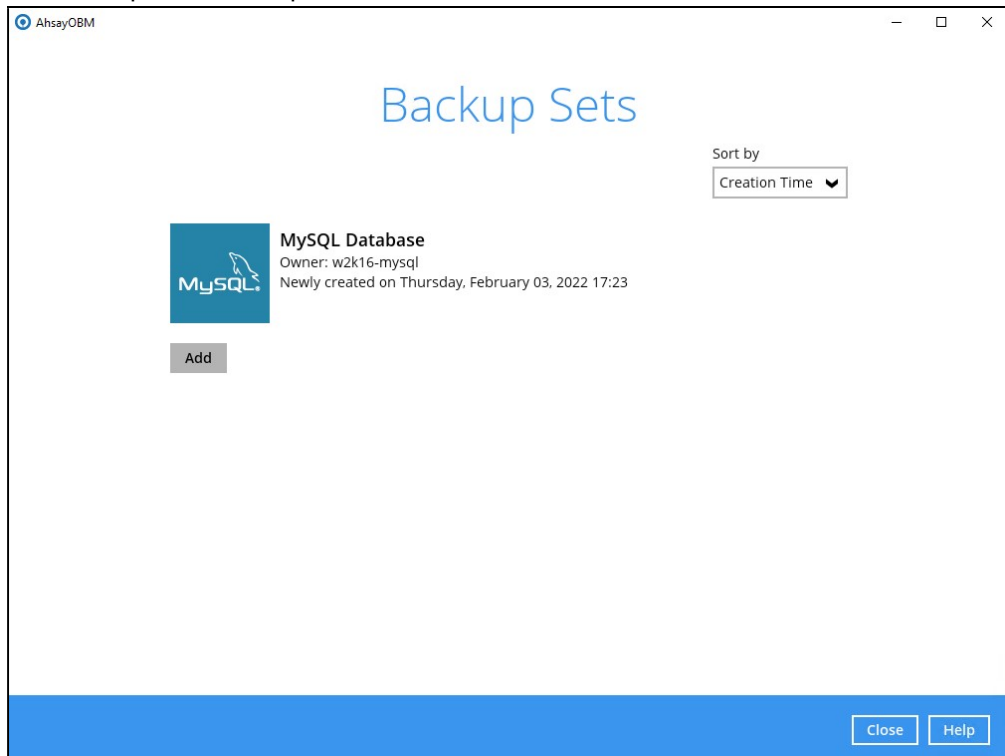 AhsayOBM
Backup Sets
Sort by
Creation Time
MySQL®
MySQL Database
Owner: w2k16-mysql
Newly created on Thursday, February 03, 2022 17:23
Add
Close
Help